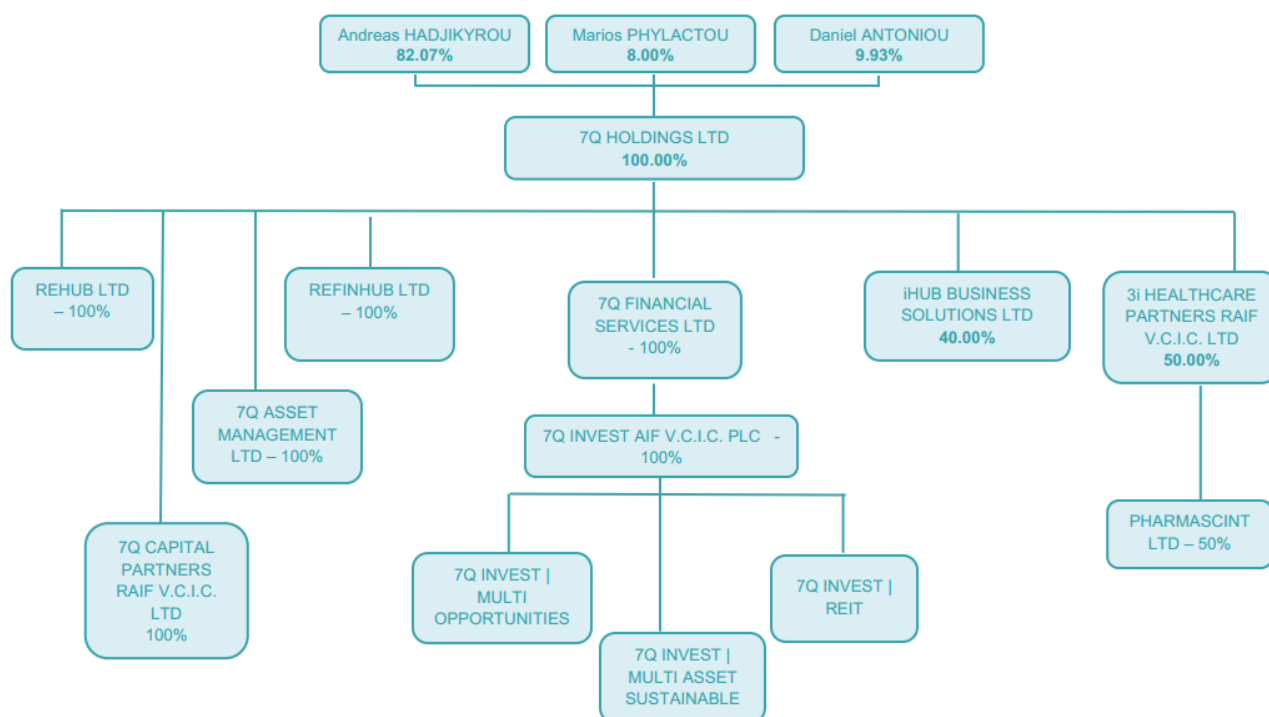 Andreas HADJIKYROU
82.07%
Marios PHYLACTOU
8.00%
Daniel ANTONIOU
9.93%
7Q HOLDINGS LTD
100.00%
REHUB LTD
– 100%
REFINHUB LTD
– 100%
7Q FINANCIAL
SERVICES LTD
- 100%
iHUB BUSINESS
SOLUTIONS LTD
40.00%
3i HEALTHCARE
PARTNERS RAIF
V.C.I.C. LTD
50.00%
7Q ASSET
MANAGEMENT
LTD – 100%
7Q INVEST AIF V.C.I.C. PLC -
100%
7Q CAPITAL
PARTNERS
RAIF V.C.I.C.
LTD
100%
PHARMASCINT
LTD – 50%
7Q INVEST |
MULTI
OPPORTUNITIES
7Q INVEST |
REIT
7Q INVEST |
MULTI ASSET
SUSTAINABLE